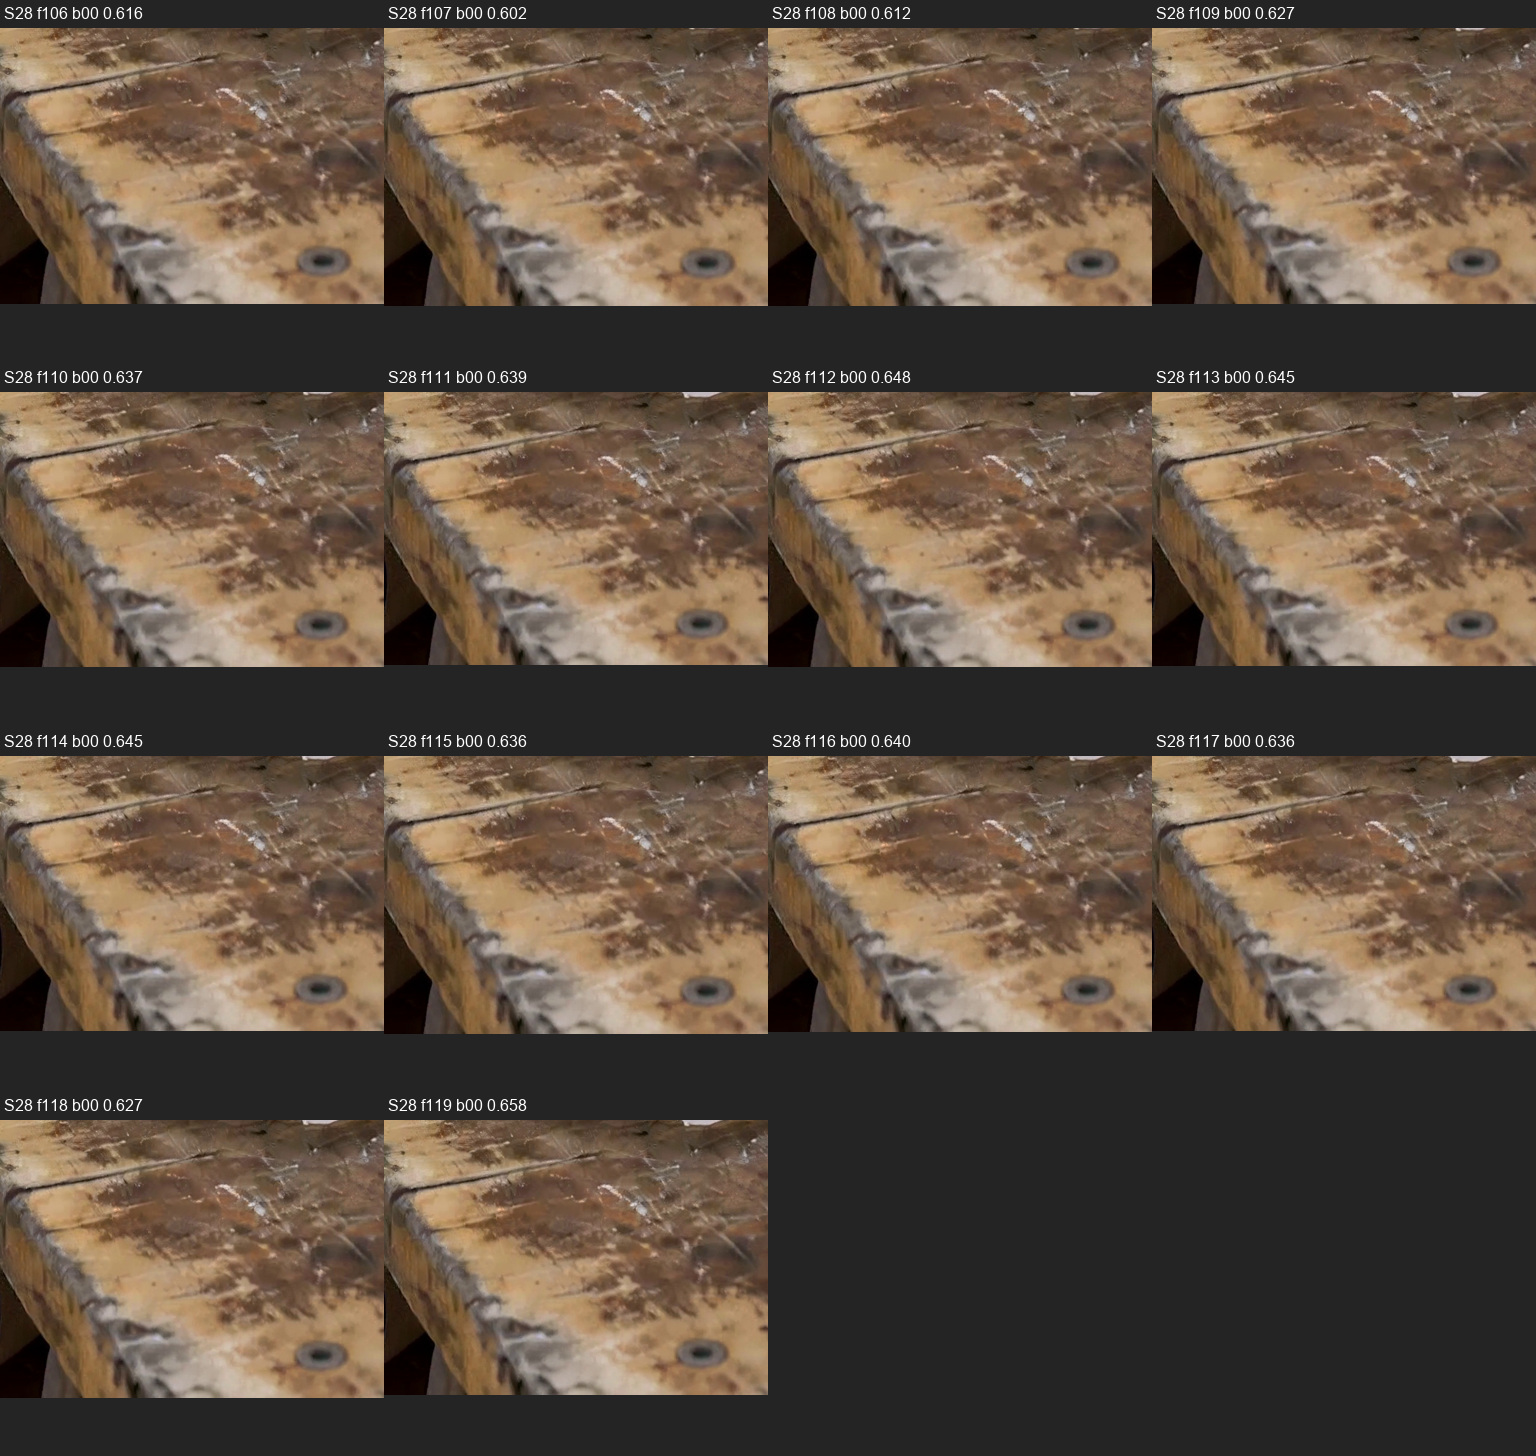 S28 f106 b00 0.616
S28 f107 b00 0.602
S28 f108 b00 0.612
S28 f109 b00 0.627
S28 f110 b00 0.637
S28 f111 b00 0.639
S28 f112 b00 0.648
S28 f113 b00 0.645
S28 f114 b00 0.645
S28 f115 b00 0.636
S28 f116 b00 0.640
S28 f117 b00 0.636
S28 f118 b00 0.627
S28 f119 b00 0.658